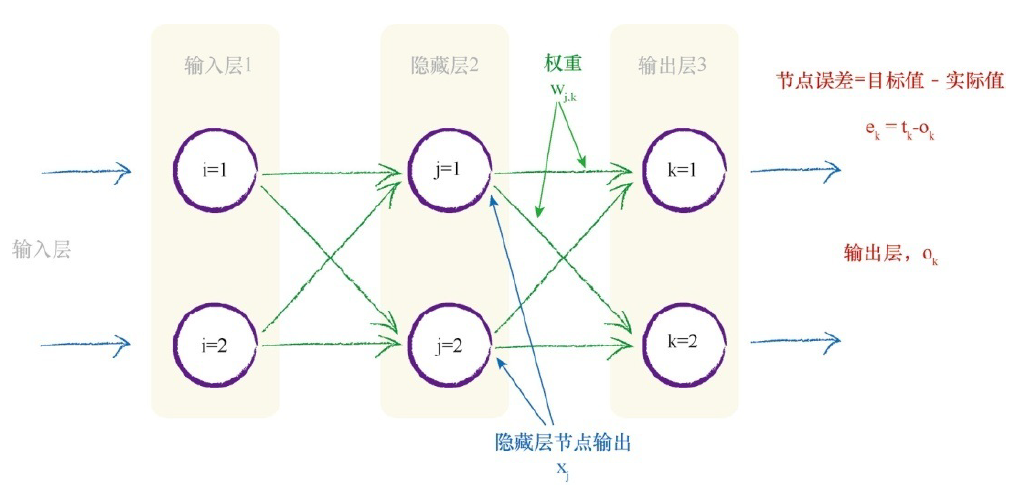 输入层1
隐藏层2
权重
w_{j,k}
输出层3
节点误差=目标值 - 实际值
e_k = t_k-o_k
i=1
j=1
k=1
输入层
输出层，o_k
i=2
j=2
k=2
隐藏层节点输出
x_j